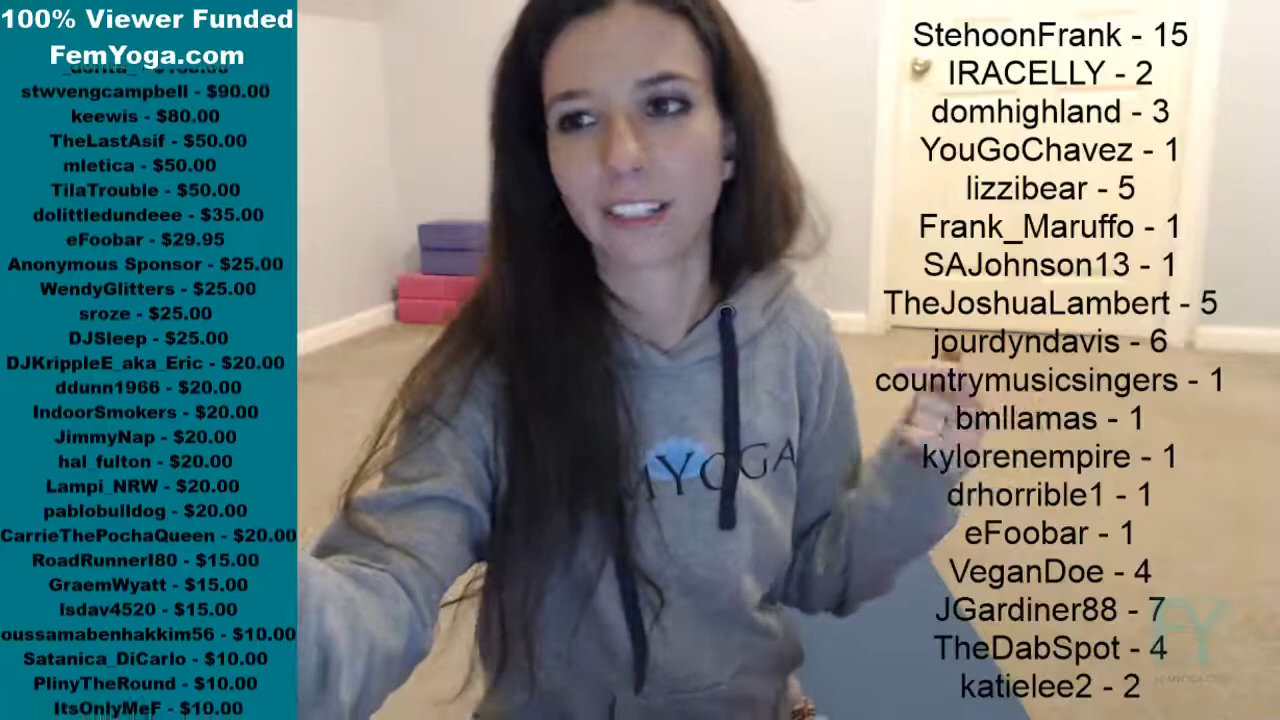 100% Viewer Funded
FemYoga.com
stwvengcampbell - $90.00
keewis - $80.00
TheLastAsif - $50.00
mletica - $50.00
TilaTrouble - $50.00
dolittledundeee - $35.00
eFoobar - $29.95
Anonymous Sponsor - $25.00
WendyGlitters - $25.00
sroze - $25.00
DJSleep - $25.00
DJKrippleE_aka_Eric - $20.00
ddunn1966 - $20.00
IndoorSmokers - $20.00
JimmyNap - $20.00
hal_fulton - $20.00
Lampi_NRW - $20.00
pablobulldog - $20.00
CarrieThePochaQueen - $20.00
RoadRunnerI80 - $15.00
GraemWyatt - $15.00
lsdav4520 - $15.00
oussamabenhakkim56 - $10.00
Satanica_DiCarlo - $10.00
PlinyTheRound - $10.00
ItsOnlyMeF - $10.00
MYOGA
StehoonFrank - 15
IRACELLY - 2
domhighland - 3
YouGoChavez - 1
lizzibear - 5
Frank_Maruffo - 1
SAJohnson13 - 1
TheJoshuaLambert - 5
jourdyndavis - 6
countrymusicsingers - 1
bmllamas - 1
kylorenempire - 1
drhorrible1 - 1
eFoobar - 1
VeganDoe - 4
JGardiner88 - 7
TheDabSpot - 4
katielee2 - 2
FY